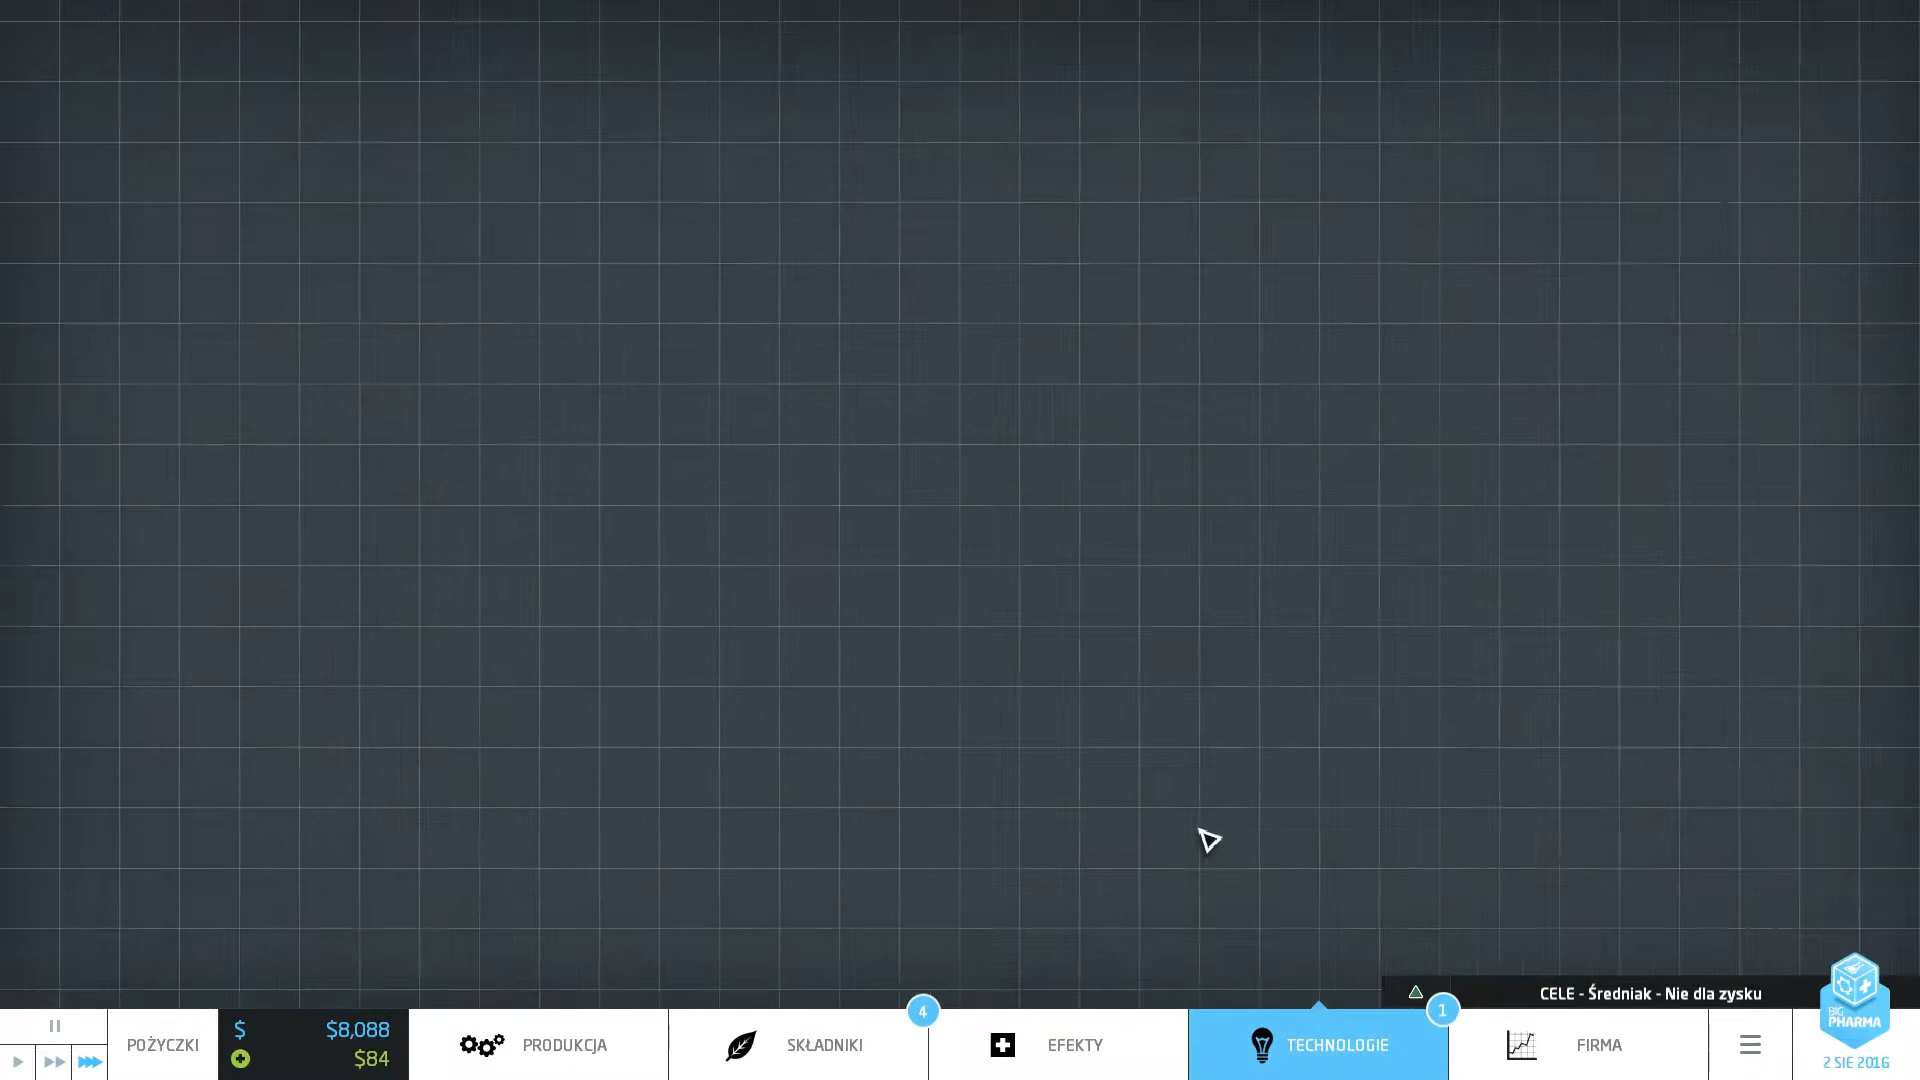 CELE - Średniak - Nie dla zysku
4
1
POŻYCZKI
$ $8,088
$84
PRODUKCJA
SKŁADNIKI
EFEKTY
TECHNOLOGIE
FIRMA
BIG
PHARMA
2 SIE 2016